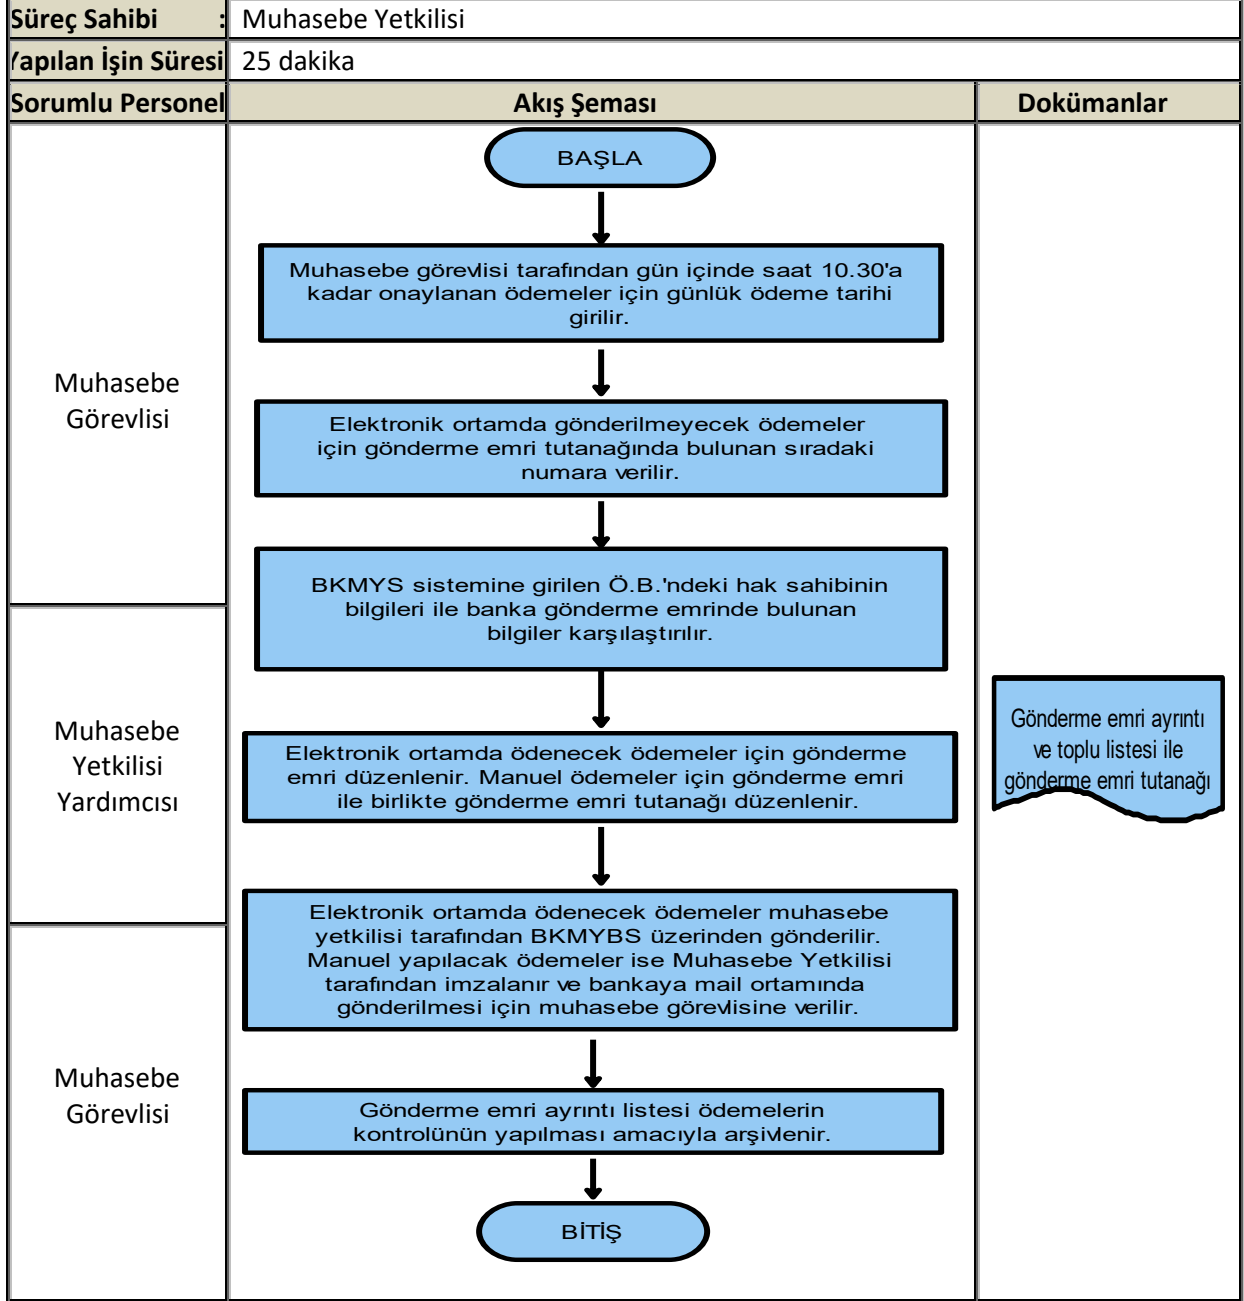 Süreç Sahibi :
Muhasebe Yetkilisi
Yapılan İşin Süresi
25 dakika
Sorumlu Personel
Akış Şeması
Dokümanlar
BAŞLA
Muhasebe görevlisi tarafından gün içinde saat 10.30'a
kadar onaylanan ödemeler için günlük ödeme tarihi
girilir.
Muhasebe
Görevlisi
Elektronik ortamda gönderilmeyecek ödemeler
için gönderme emri tutanağında bulunan sıradaki
numara verilir.
BKMYS sistemine girilen Ö.B.'ndeki hak sahibinin
bilgileri ile banka gönderme emrinde bulunan
bilgiler karşılaştırılır.
Muhasebe
Yetkilisi
Yardımcısı
Elektronik ortamda ödenecek ödemeler için gönderme
emri düzenlenir. Manuel ödemeler için gönderme emri
ile birlikte gönderme emri tutanağı düzenlenir.
Gönderme emri ayrıntı
ve toplu listesi ile
gönderme emri tutanağı
Elektronik ortamda ödenecek ödemeler muhasebe
yetkilisi tarafından BKMYBS üzerinden gönderilir.
Manuel yapılacak ödemeler ise Muhasebe Yetkilisi
tarafından imzalanır ve bankaya mail ortamında
gönderilmesi için muhasebe görevlisine verilir.
Muhasebe
Görevlisi
Gönderme emri ayrıntı listesi ödemelerin
kontrolünün yapılması amacıyla arşivlenir.
BİTİŞ